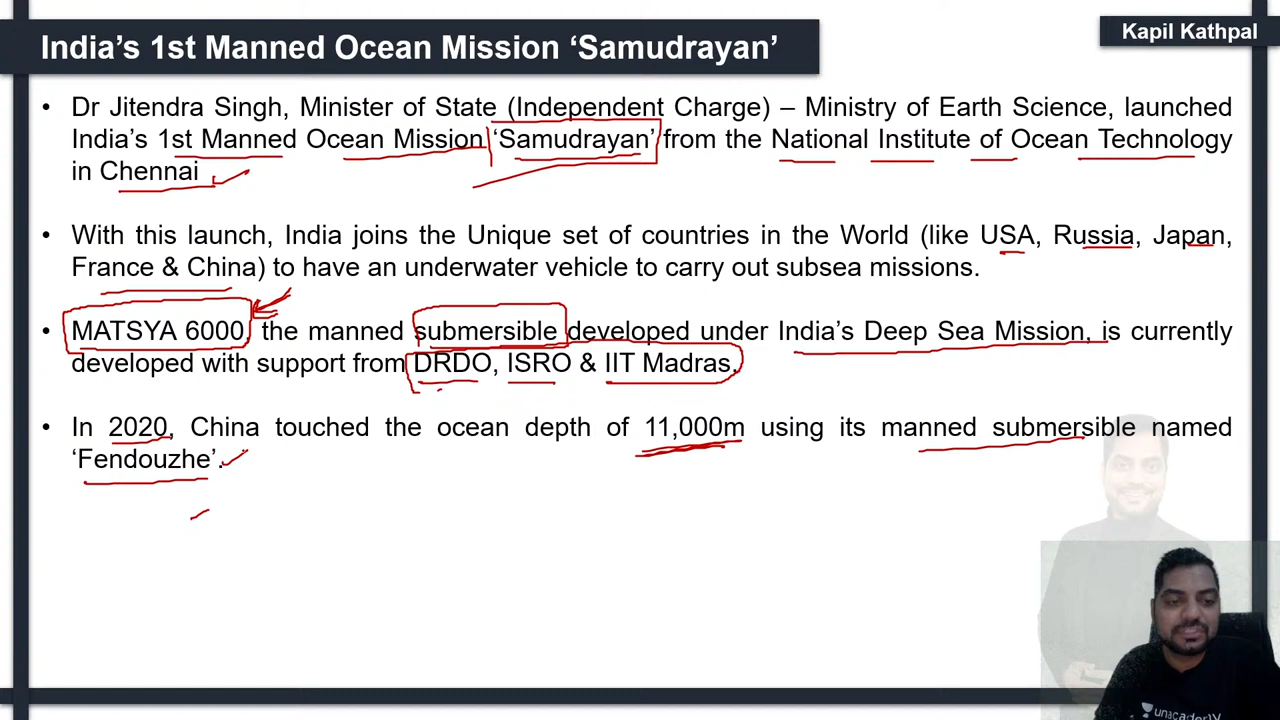 India’s 1st Manned Ocean Mission ‘Samudrayan’
Kapil Kathpal
• Dr Jitendra Singh, Minister of State (Independent Charge) – Ministry of Earth Science, launched
India’s 1st Manned Ocean Mission ‘Samudrayan’ from the National Institute of Ocean Technology
in Chennai
• With this launch, India joins the Unique set of countries in the World (like USA, Russia, Japan,
France & China) to have an underwater vehicle to carry out subsea missions.
• MATSYA 6000, the manned submersible developed under India’s Deep Sea Mission, is currently
developed with support from DRDO, ISRO & IIT Madras.
• In 2020, China touched the ocean depth of 11,000m using its manned submersible named
‘Fendouzhe’.
unacademy